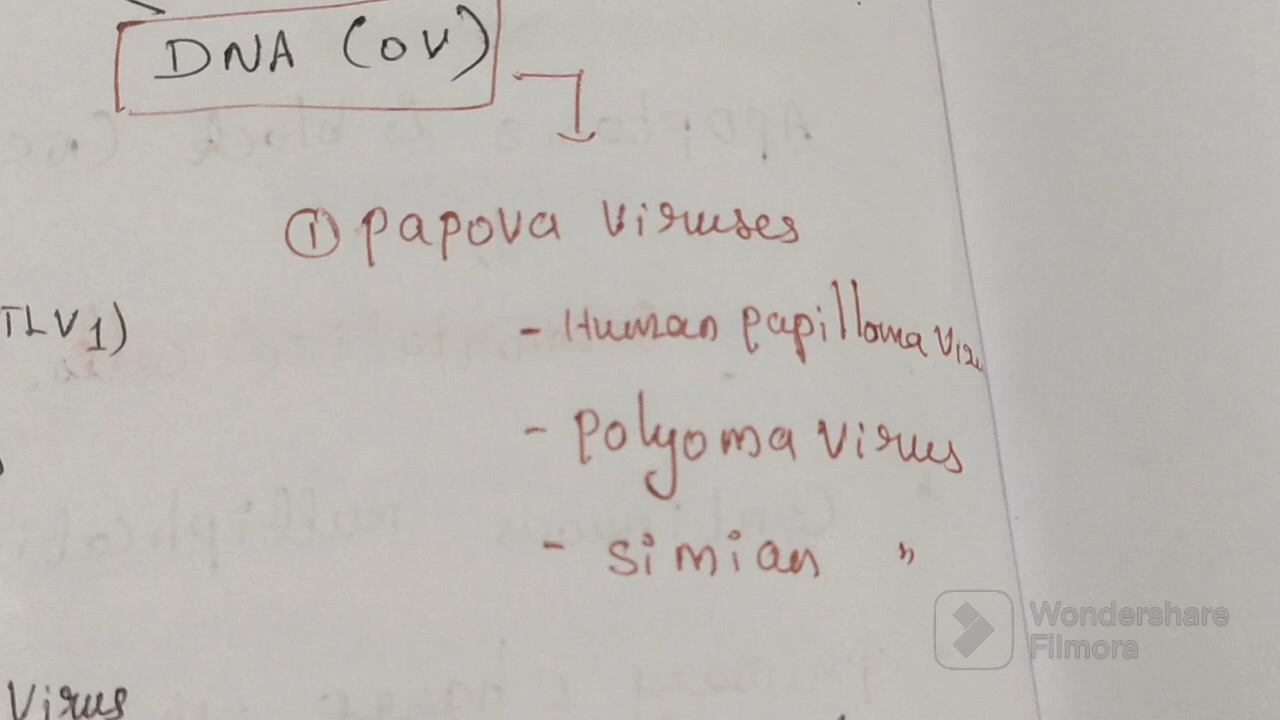 DNA (OV)
① Papova Viruses
TLV1)
- Human papilloma Viru
- Polyoma Virus
- Simian "
Virus
Wondershare
Filmora